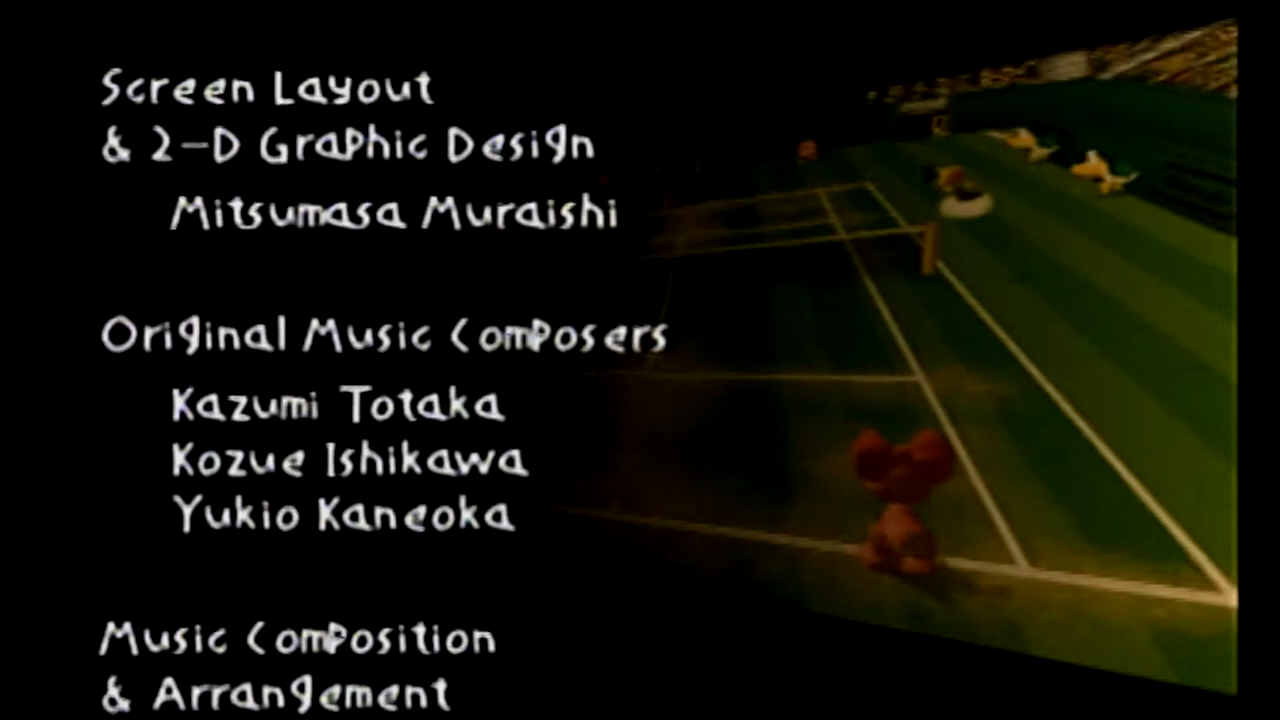 Screen Layout
& 2-D Graphic Design
Mitsumasa Muraishi
Original Music Composers
Kazumi Totaka
Kozue Ishikawa
Yukio Kaneoka
Music Composition
& Arrangement